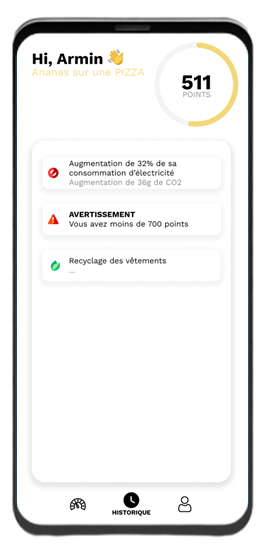 Hi, Armin 👋
Ananas sur une PIZZA
511
POINTS
Augmentation de 32% de sa
consommation d'électricité
Augmentation de 36g de CO2
AVERTISSEMENT
Vous avez moins de 700 points
Recyclage des vêtements
...
HISTORIQUE